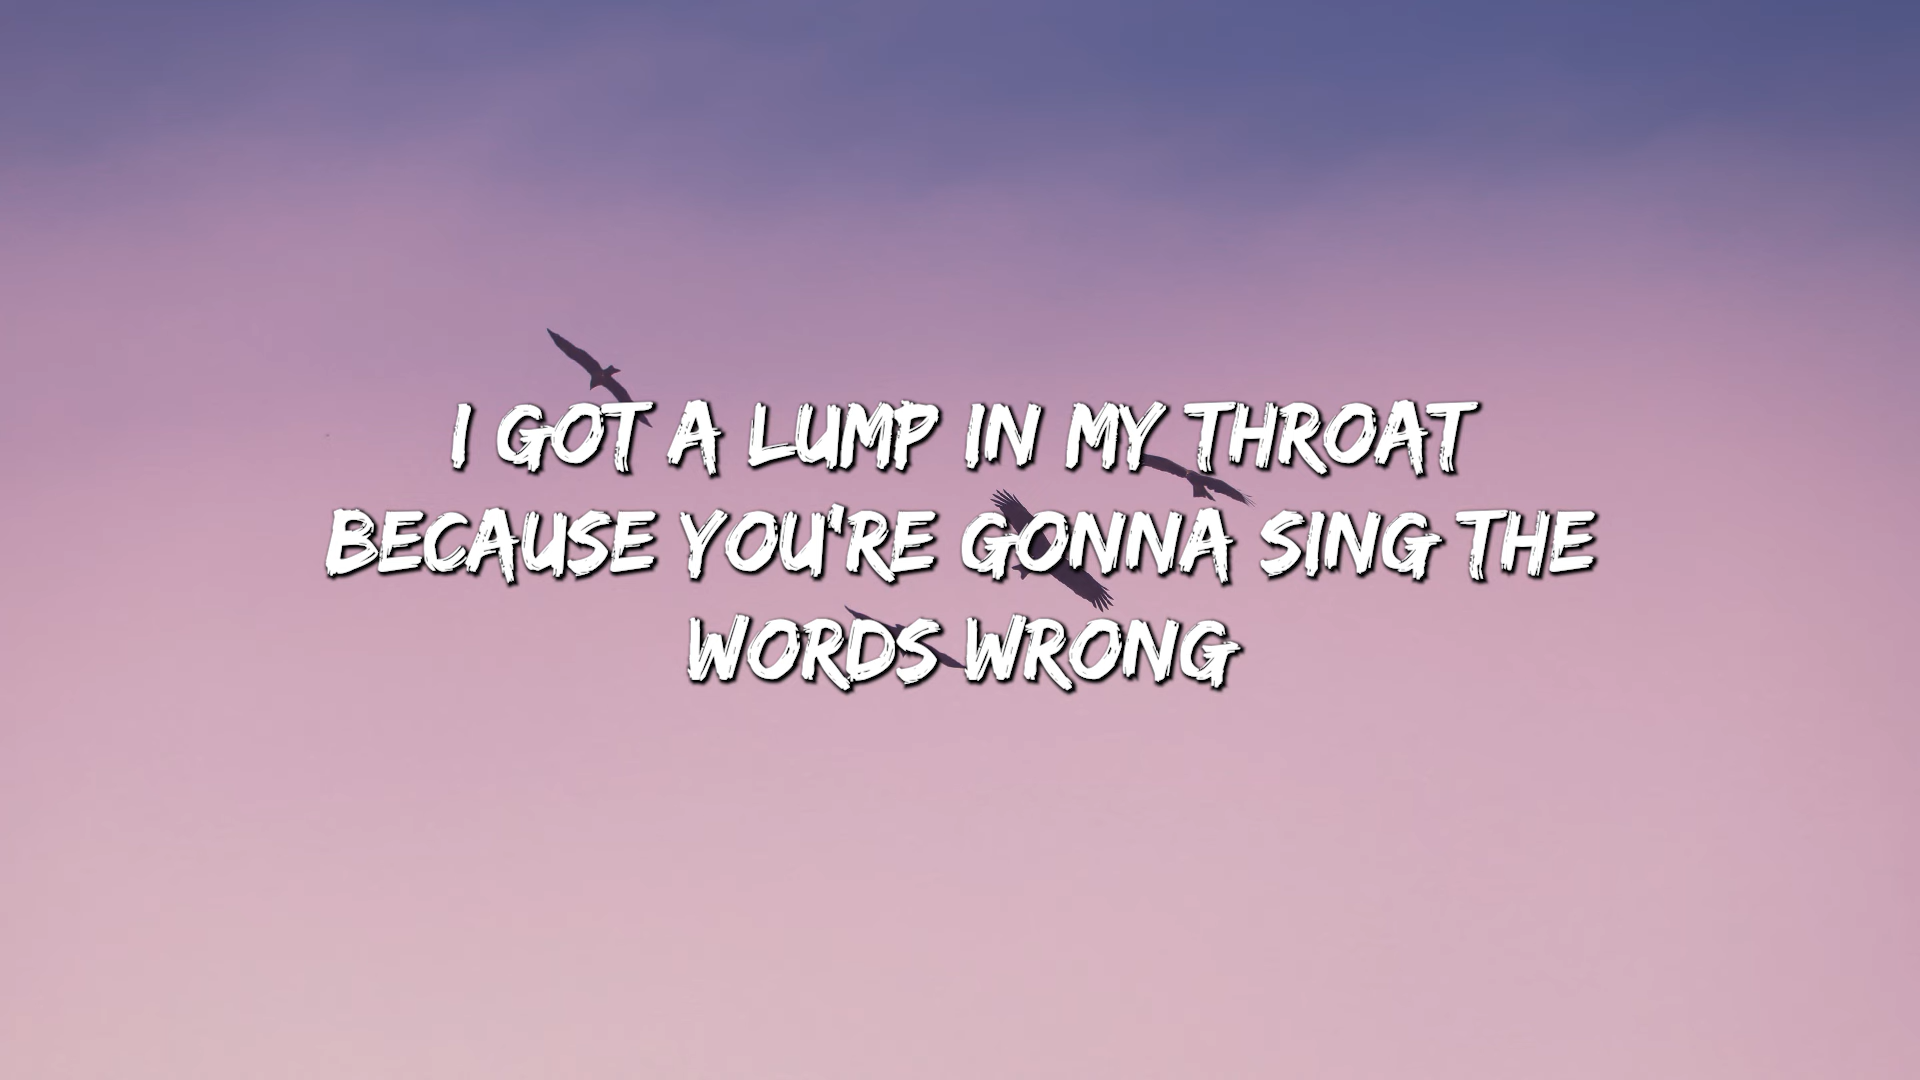 I GOT A LUMP IN MY THROAT
BECAUSE YOU'RE GONNA SING THE
WORDS WRONG